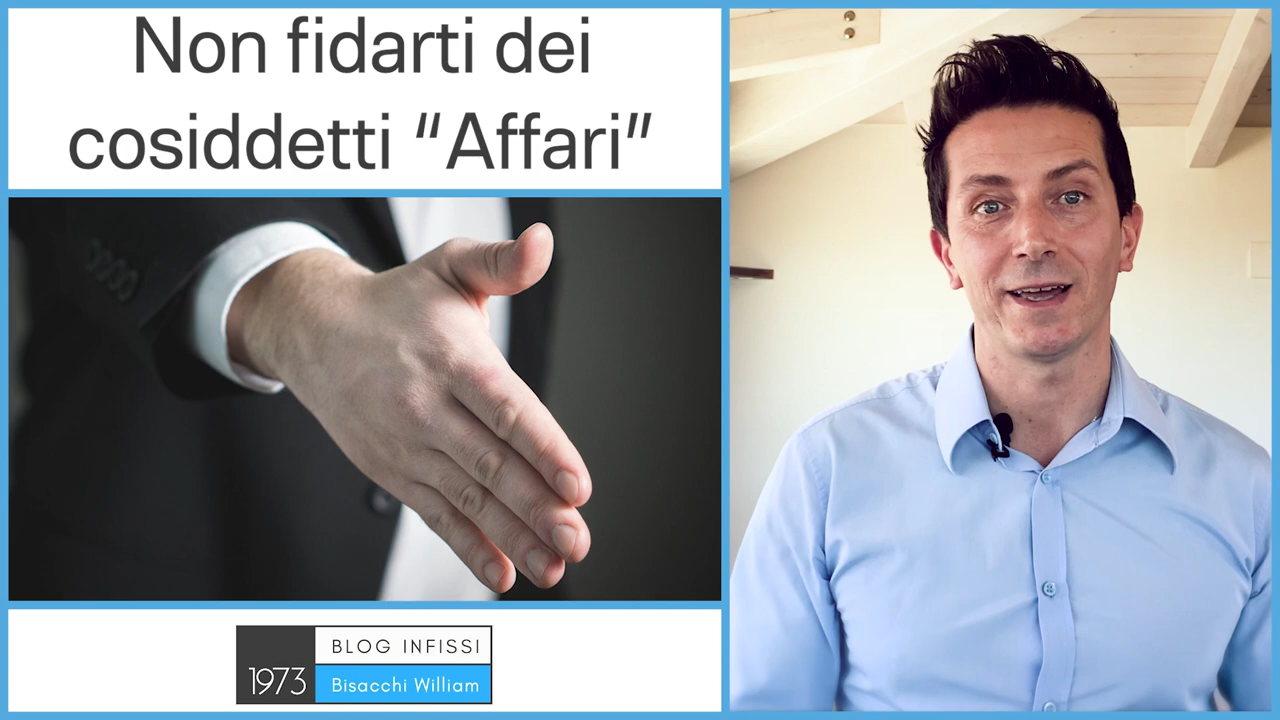 Non fidarti dei
cosiddetti “Affari”
1973
BLOG INFISSI
Bisacchi William